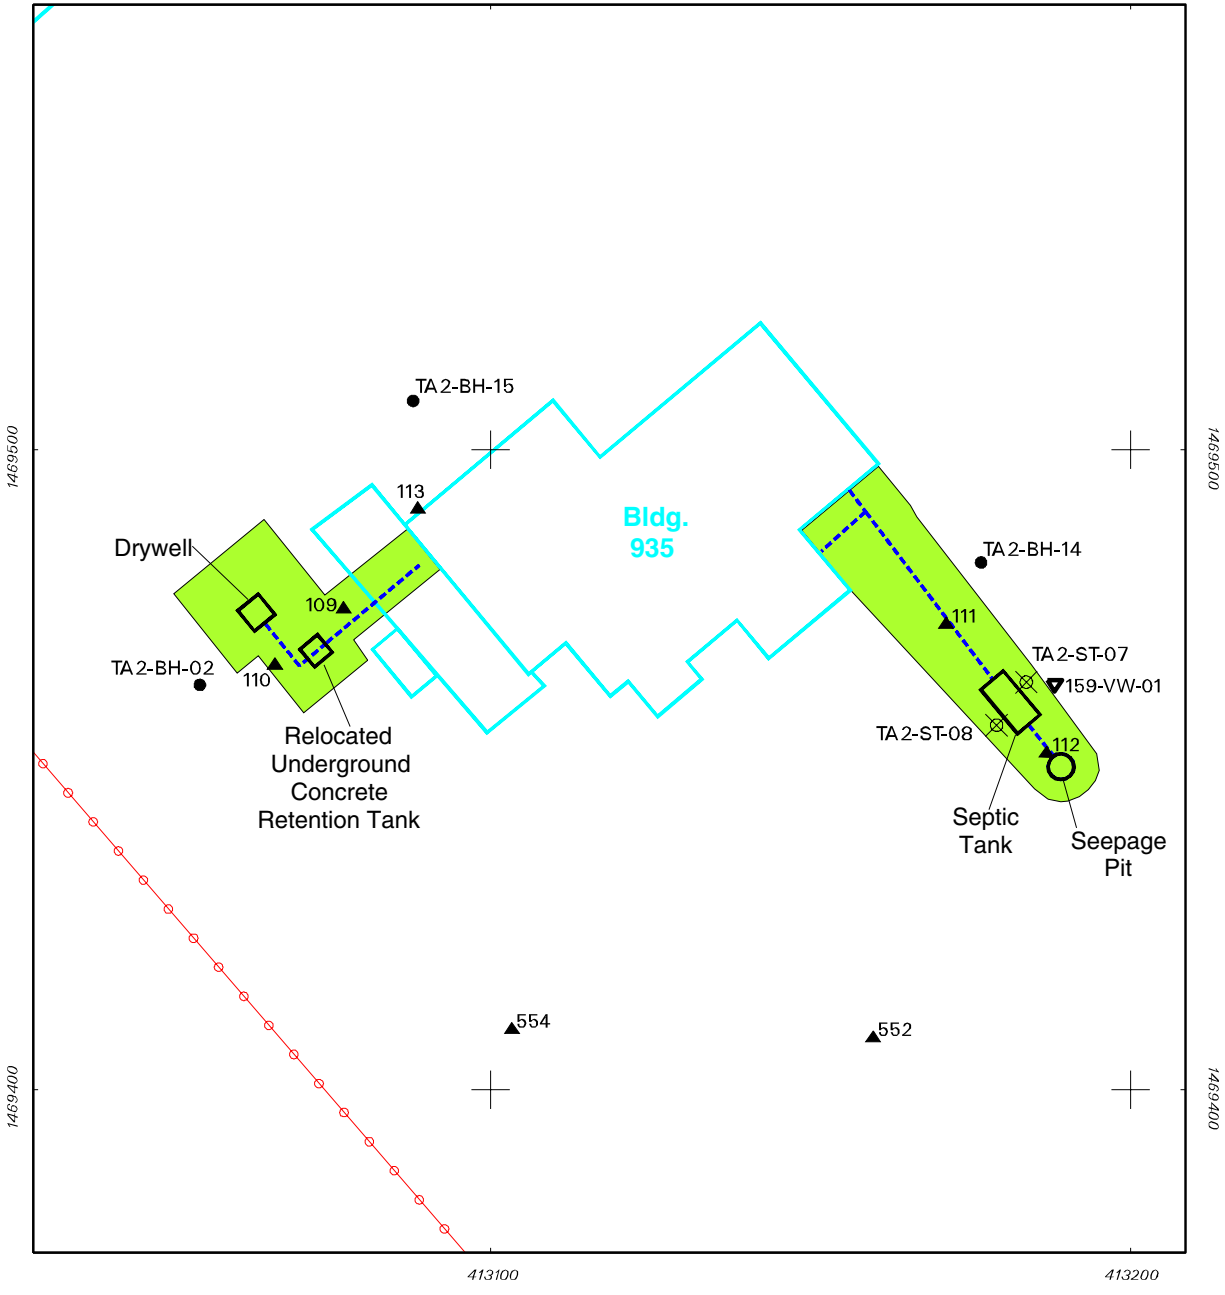 TA2-BH-15
1469500
1469500
113
Bldg.
935
Drywell
TA2-BH-14
109
111
TA2-BH-02
110
TA2-ST-07
159-VW-01
TA2-ST-08
112
Relocated
Underground
Concrete
Retention Tank
Septic
Tank
Seepage
Pit
554
552
1469400
1469400
413100
413200